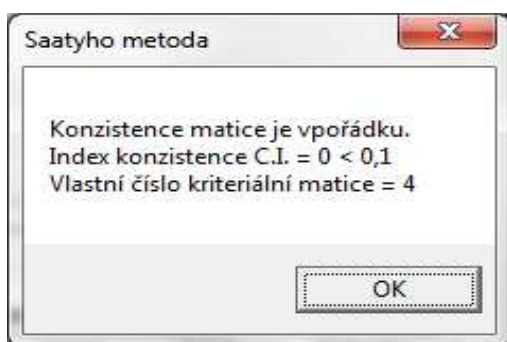 Saatyho metoda
Konzistence matice je vpořádku.
Index konzistence C.I. = 0 < 0,1
Vlastní číslo kriteriální matice = 4
OK